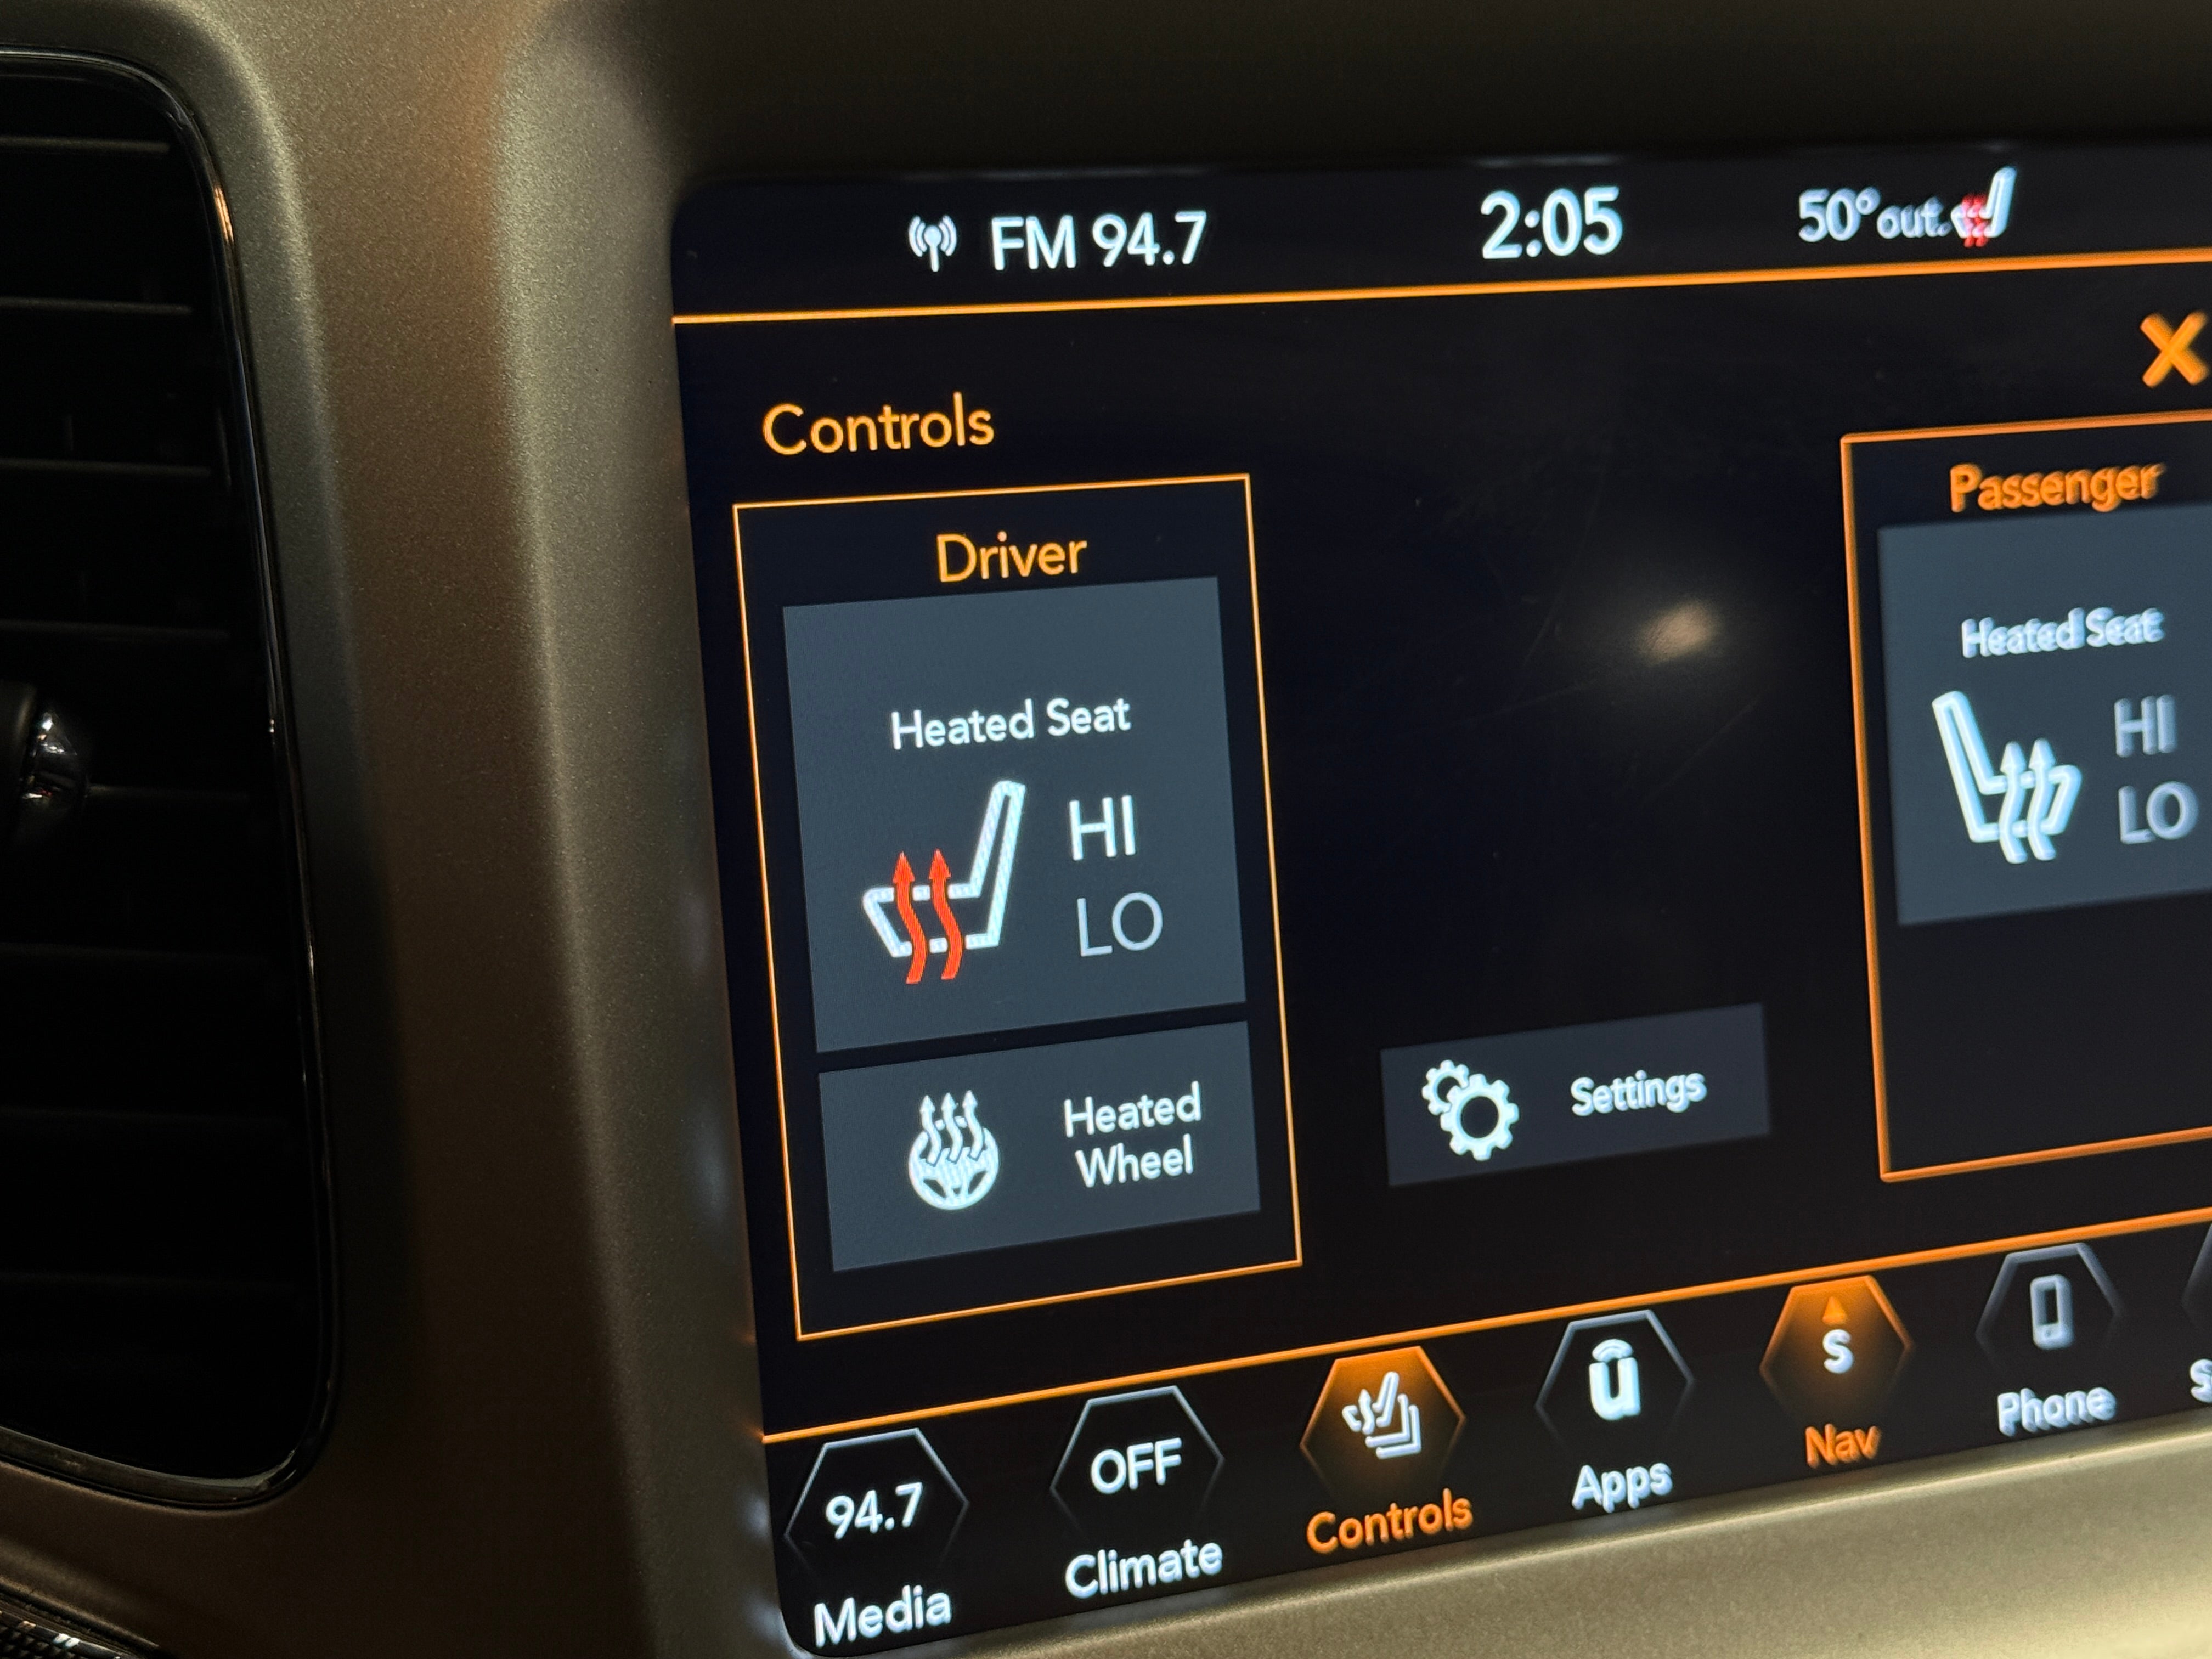 FM 94.7
2:05
50° out.
Controls
X
Driver
Heated Seat
HI
LO
Heated
Wheel
Settings
Passenger
Heated Seat
HI
LO
94.7
Media
OFF
Climate
Controls
u
Apps
S
Nav
Phone